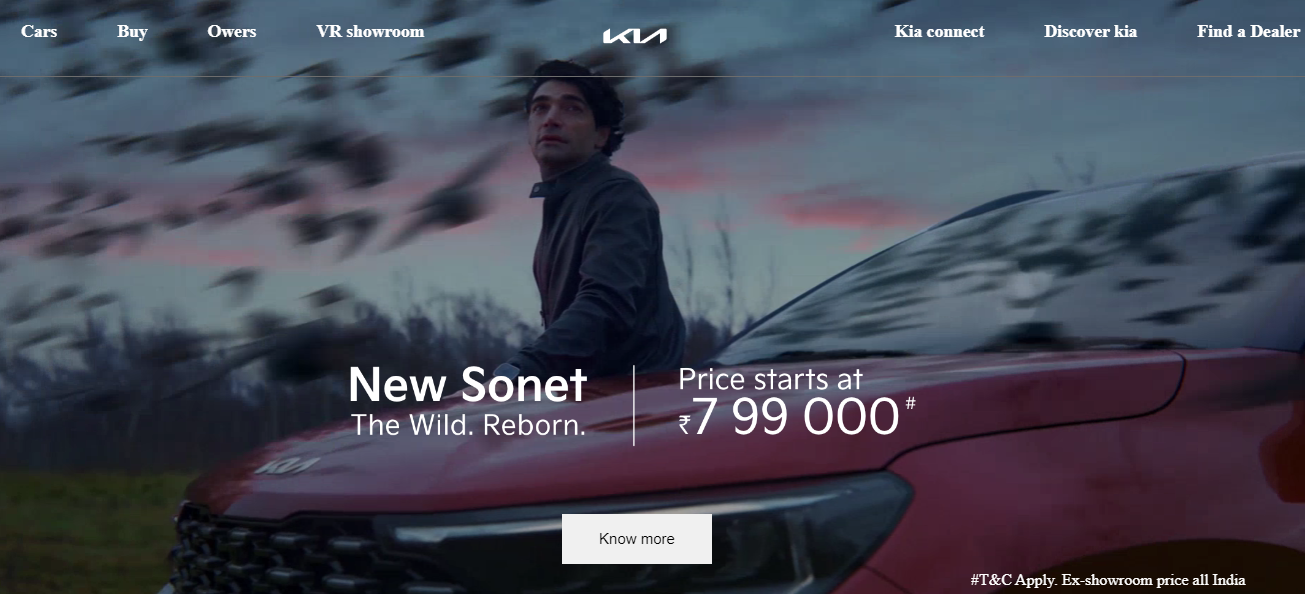 Cars Buy Owers VR showroom KIA Kia connect Discover kia Find a Dealer
New Sonet
The Wild. Reborn.
Price starts at
₹7 99 000#
KIA
Know more
#T&C Apply. Ex-showroom price all India